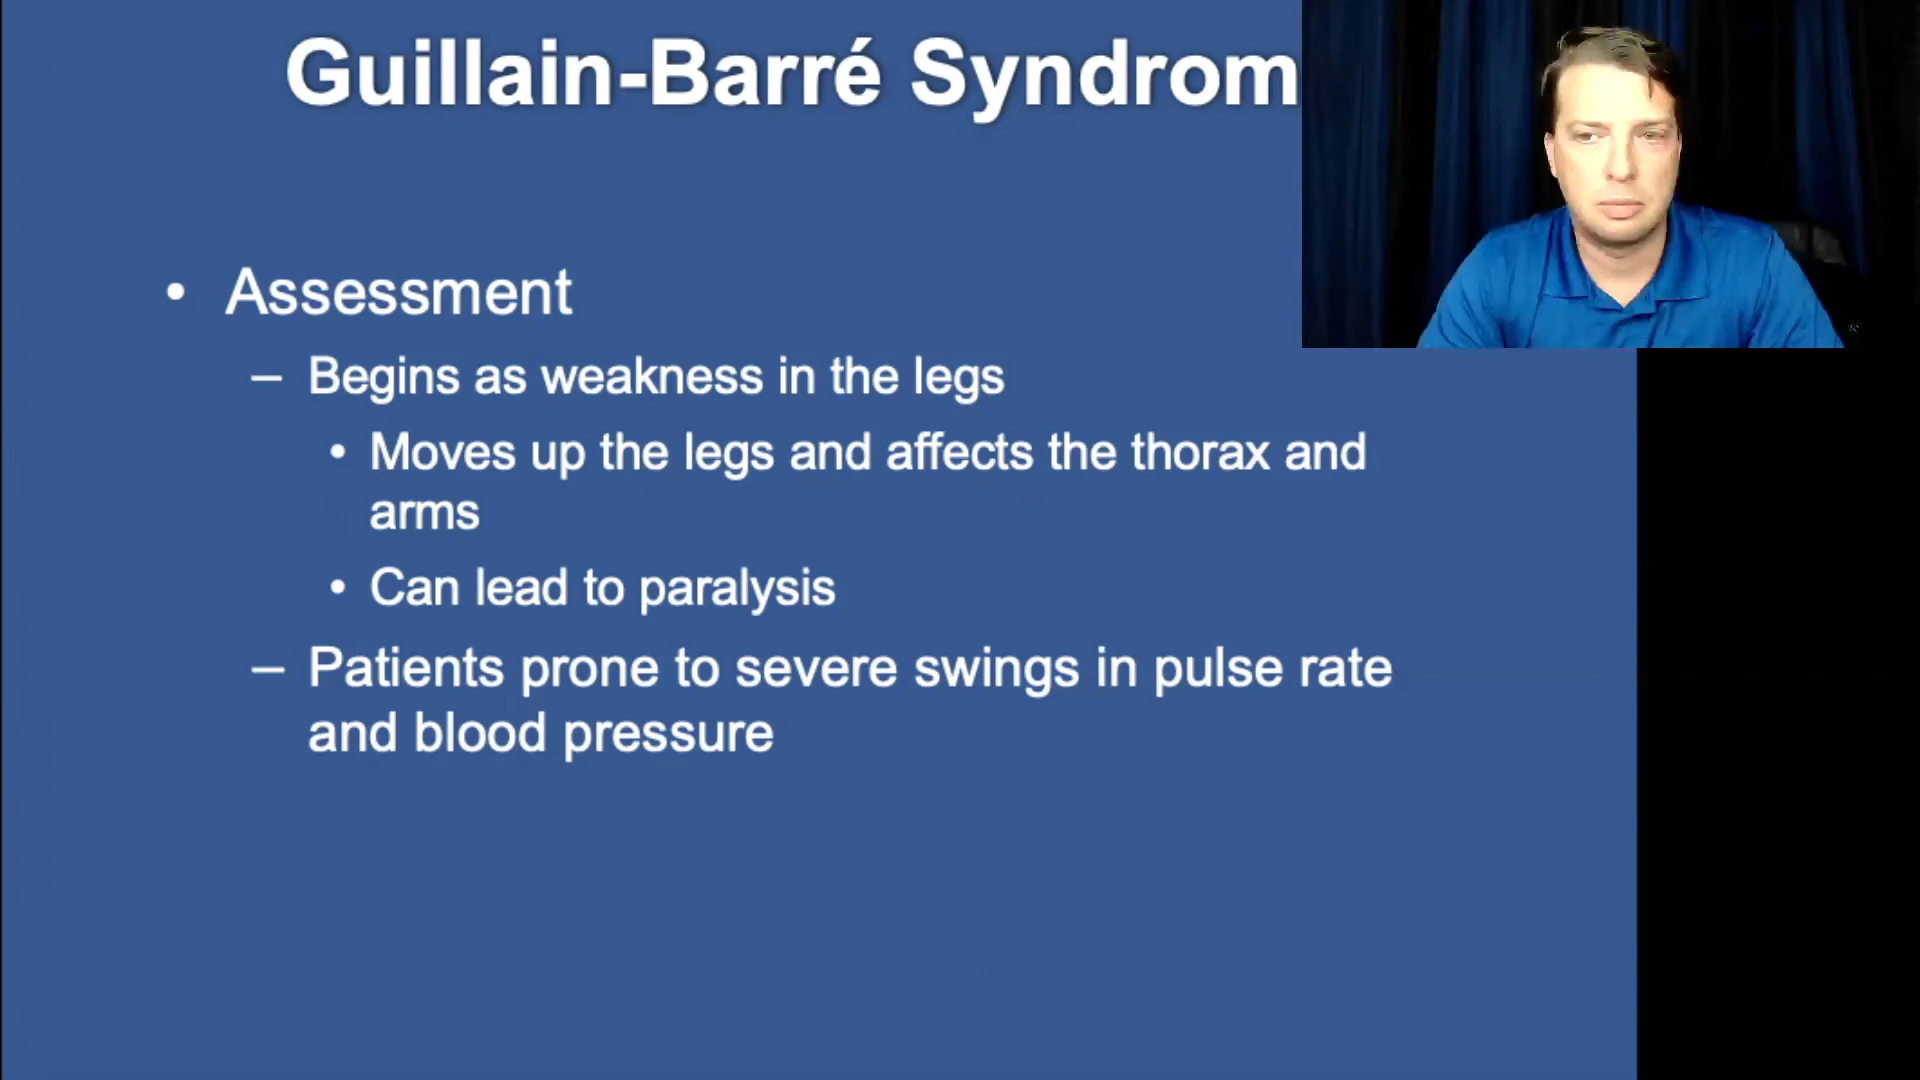 Guillain-Barré Syndrom
• Assessment
– Begins as weakness in the legs
• Moves up the legs and affects the thorax and
arms
• Can lead to paralysis
– Patients prone to severe swings in pulse rate
and blood pressure